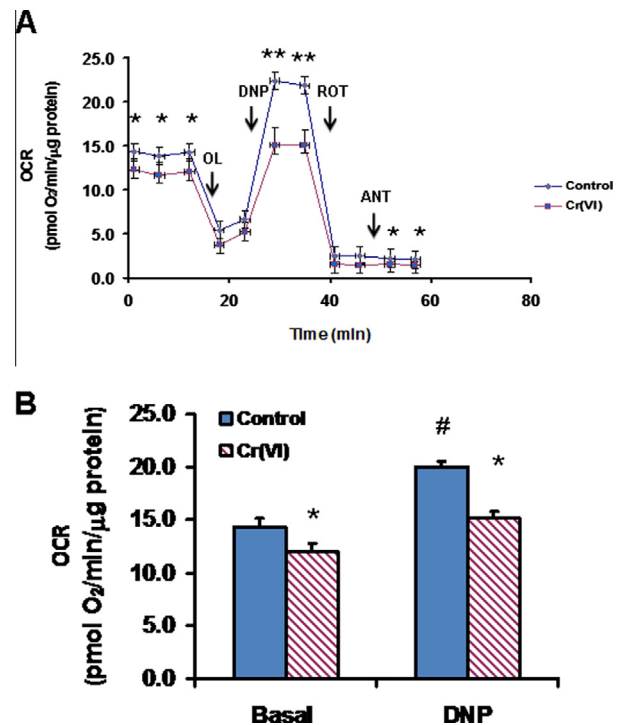 A
OCR
(pmol O₂/min/μg protein)
25.0
20.0
15.0
10.0
5.0
0.0
* * *
OL
DNP
** **
ROT
ANT
* *
Control
Cr(VI)
0 20 40 60 80
Time (min)
B
OCR
(pmol O₂/min/μg protein)
25.0
20.0
15.0
10.0
5.0
0.0
Control
Cr(VI)
*
#
*
Basal DNP